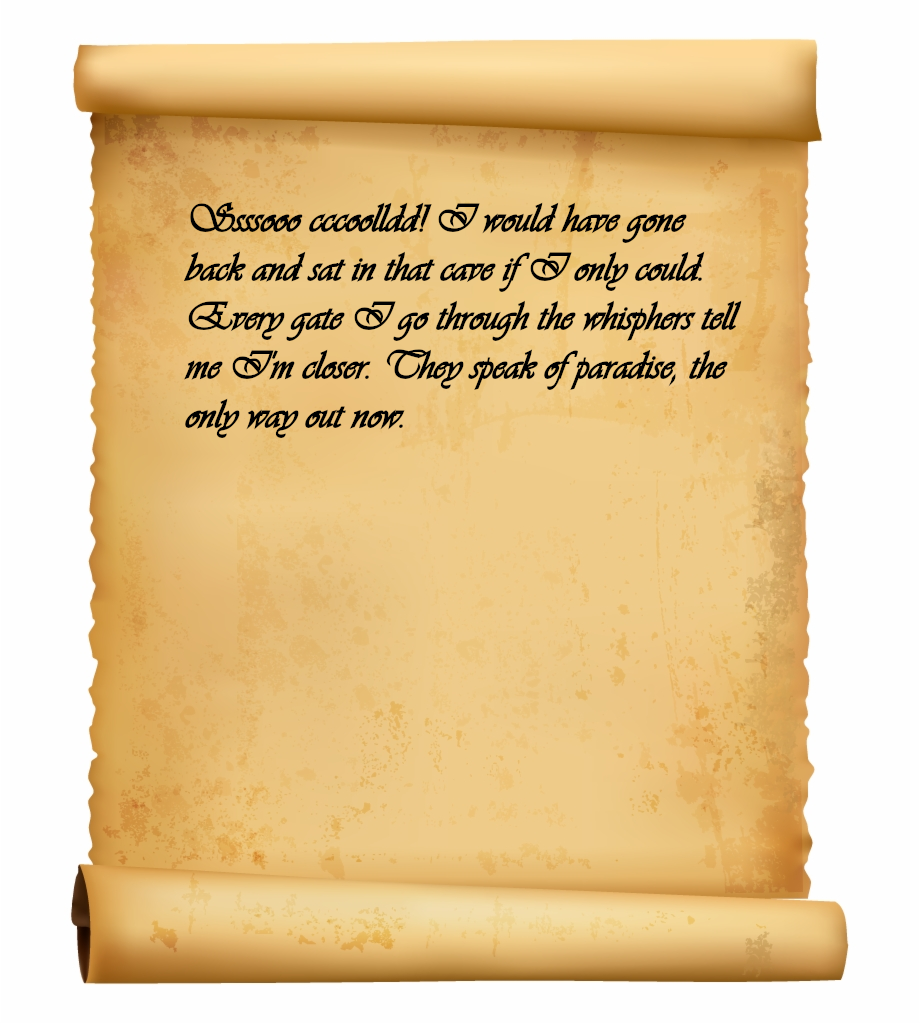 Ssssooo cccoolldd! I would have gone
back and sat in that cave if I only could.
Every gate I go through the whisphers tell
me I'm closer. They speak of paradise, the
only way out now.